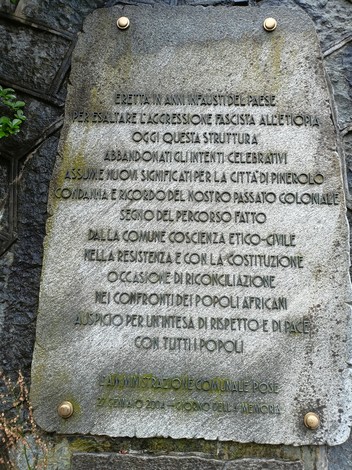 ERETTA IN ANNI INFAUSTI DEL PAESE
PER ESALTARE L'AGGRESSIONE FASCISTA ALL'ETIOPIA
OGGI QUESTA STRUTTURA
ABBANDONATI GLI INTENTI CELEBRATIVI
ASSUME NUOVI SIGNIFICATI PER LA CITTÀ DI PINEROLO
CONDANNA E RICORDO DEL NOSTRO PASSATO COLONIALE
SEGNO DEL PERCORSO FATTO
DALLA COMUNE COSCIENZA ETICO-CIVILE
NELLA RESISTENZA E CON LA COSTITUZIONE
OCCASIONE DI RICONCILIAZIONE
NEI CONFRONTI DEI POPOLI AFRICANI
AUSPICIO PER UN'INTESA DI RISPETTO E DI PACE
CON TUTTI I POPOLI
L'AMMINISTRAZIONE COMUNALE POSE
27 GENNAIO 2004 – GIORNO DELLA MEMORIA